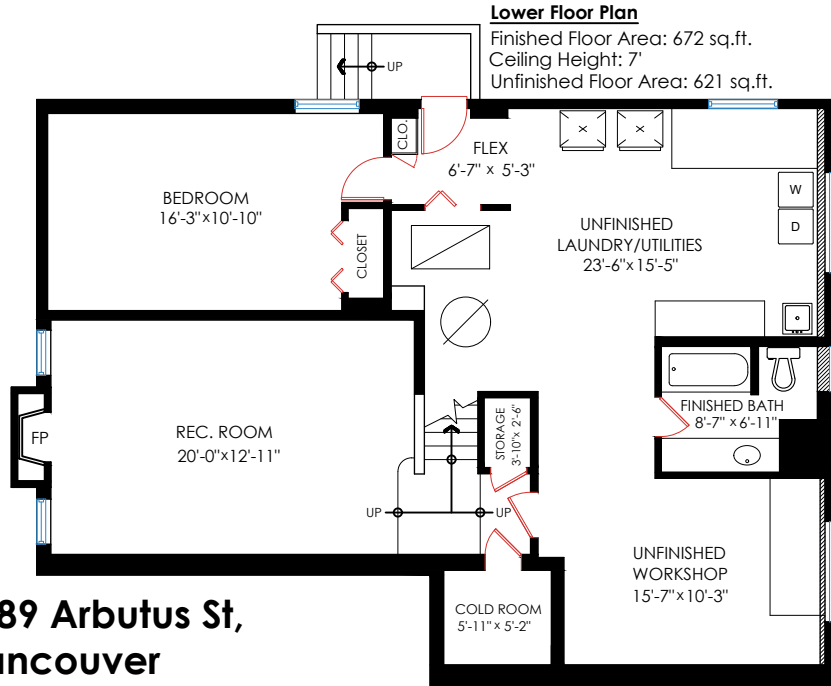 Lower Floor Plan
Finished Floor Area: 672 sq.ft.
Ceiling Height: 7'
Unfinished Floor Area: 621 sq.ft.
UP
CLO.
FLEX
6'-7" x 5'-3"
X
X
BEDROOM
16'-3"x10'-10"
W
D
CLOSET
UNFINISHED
LAUNDRY/UTILITIES
23'-6"x 15'-5"
FP
REC. ROOM
20'-0"x12'-11"
STORAGE
3'-10"x 2'-6"
FINISHED BATH
8'-7" x 6'-11"
UP
UP
UNFINISHED
WORKSHOP
15'-7"x 10'-3"
COLD ROOM
5'-11"x 5'-2"
89 Arbutus St,
ancouver